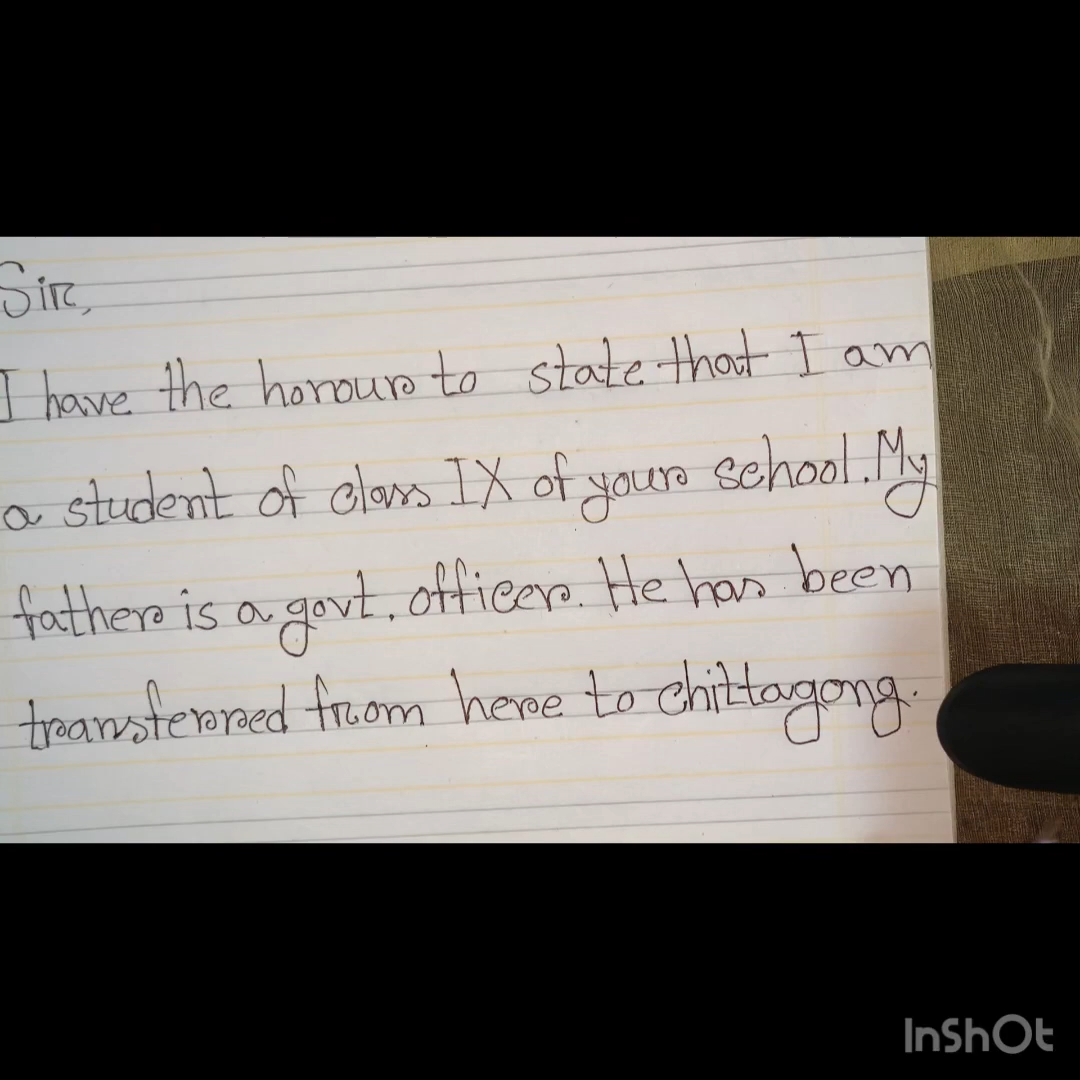 Sir,
I have the honour to state that I am
a student of class IX of your school. My
father is a govt. officer. He has been
transferred from here to chittagong.
InShOt